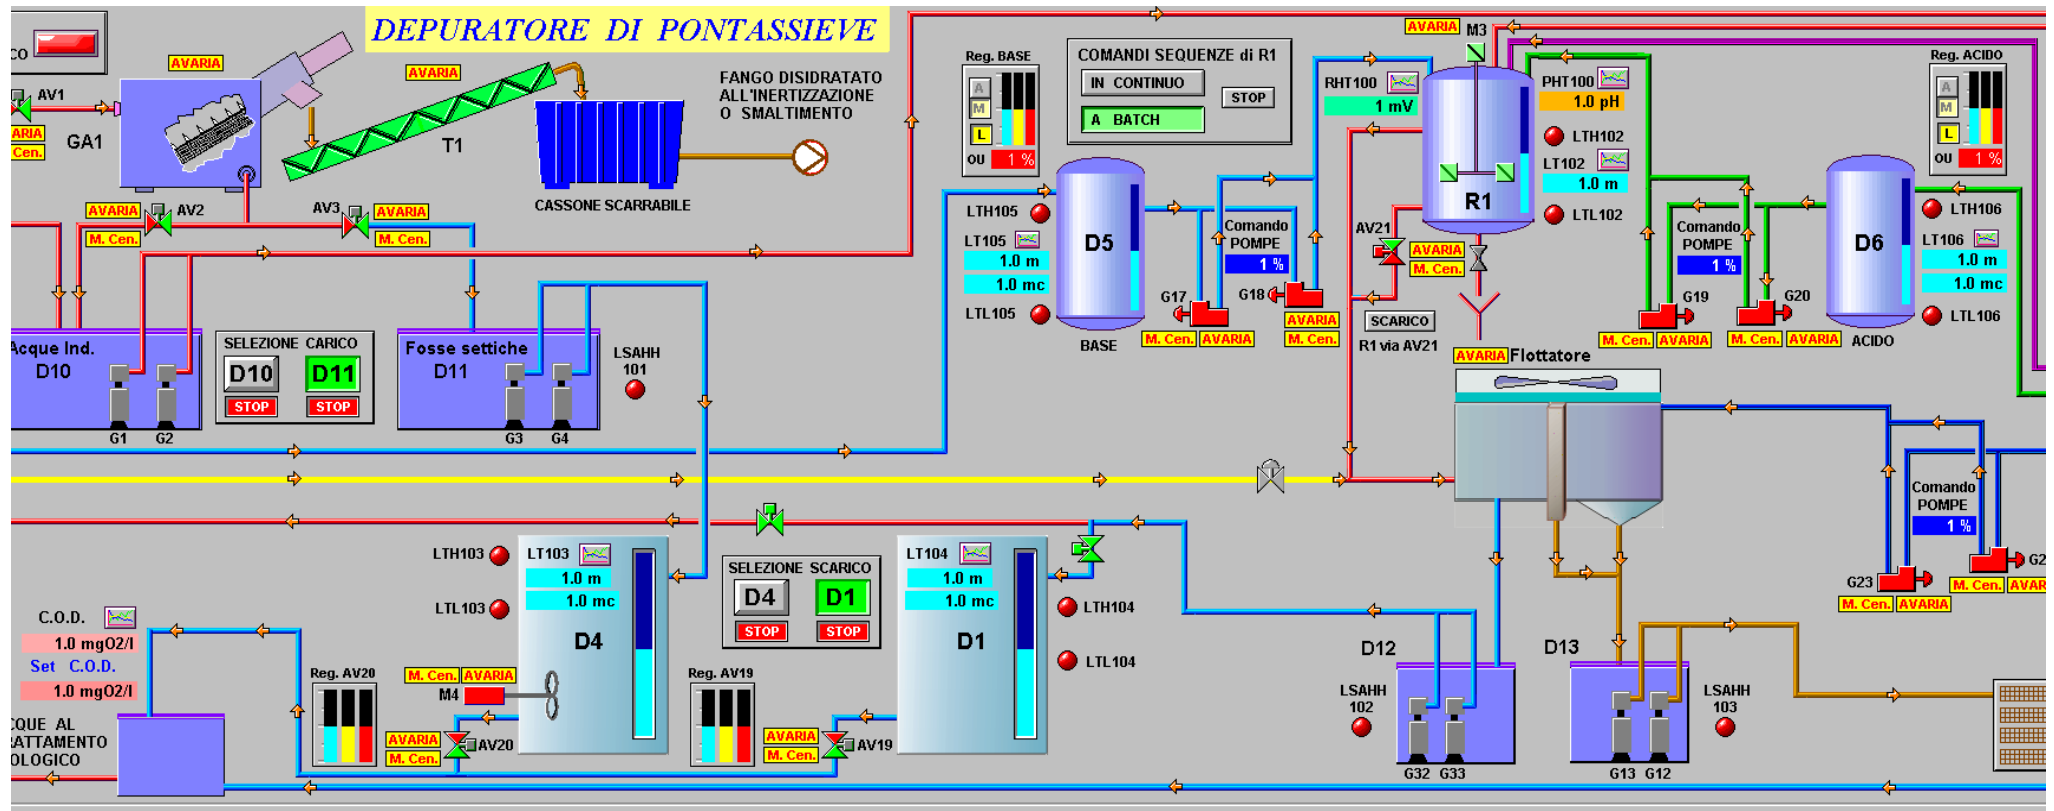 DEPURATORE DI PONTASSIEVE
CO
AVARIA
AV1
GA1
ARIA
Cen.
AVARIA
T1
FANGO DISIDRATATO
ALL'INERTIZZAZIONE
O SMALTIMENTO
CASSONE SCARRABILE
AVARIA
AV2
M. Cen.
AV3
AVARIA
M. Cen.
Reg. BASE
A
M
L
OU 1 %
COMANDI SEQUENZE di R1
IN CONTINUO
STOP
A BATCH
AVARIA
M3
RHT100
1 mV
PHT100
1.0 pH
LTH102
LT102
1.0 m
LTL102
R1
Reg. ACIDO
A
M
L
OU 1 %
LTH105
LT105
1.0 m
1.0 mc
LTL105
D5
BASE
Comando
POMPE
1 %
G17
M. Cen. AVARIA
G18
AVARIA
M. Cen.
AV21
AVARIA
M. Cen.
SCARICO
R1 via AV21
Comando
POMPE
1 %
G19
M. Cen. AVARIA
G20
M. Cen. AVARIA
D6
ACIDO
LTH106
LT106
1.0 m
1.0 mc
LTL106
Acque Ind.
D10
G1 G2
SELEZIONE CARICO
D10 D11
STOP STOP
Fosse settiche
D11
G3 G4
LSAHH
101
AVARIA Flottatore
Comando
POMPE
1 %
G23
M. Cen. AVARIA
G2
M. Cen. AVAR
LTH103
LTL103
LT103
1.0 m
1.0 mc
D4
SELEZIONE SCARICO
D4 D1
STOP STOP
LT104
1.0 m
1.0 mc
D1
LTH104
LTL104
C.O.D.
1.0 mgO2/l
Set C.O.D.
1.0 mgO2/l
CQUE AL
RATTAMENTO
OLOGICO
Reg. AV20
M. Cen. AVARIA
M4
AVARIA
M. Cen.
AV20
Reg. AV19
AVARIA
M. Cen.
AV19
D12
LSAHH
102
G32 G33
D13
LSAHH
103
G13 G12